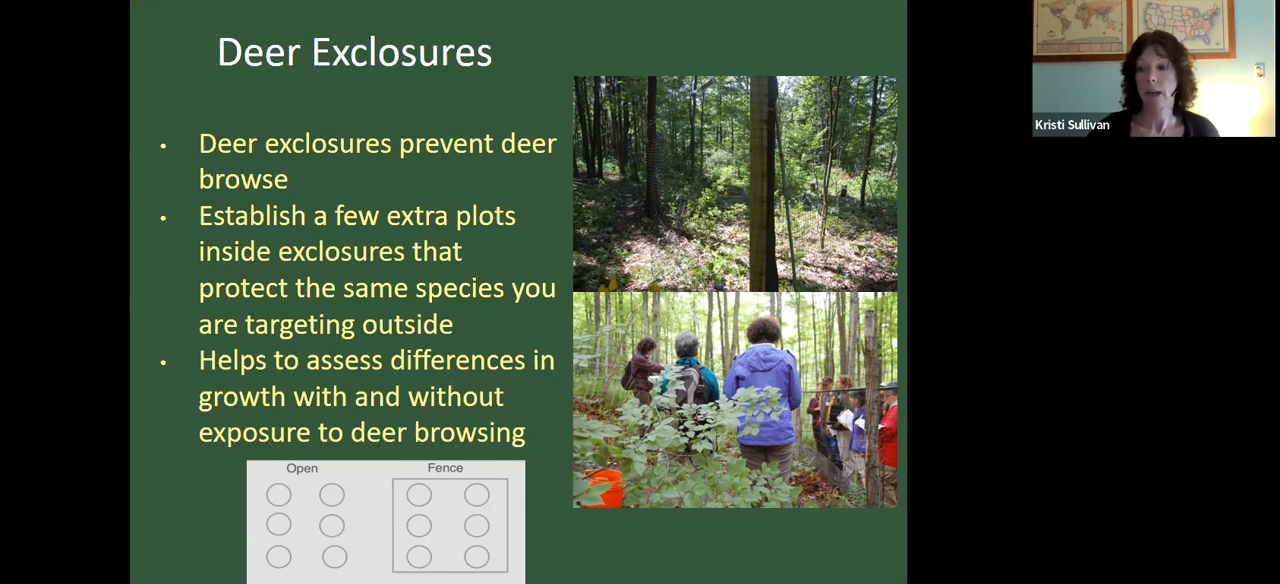 Deer Exclosures
• Deer exclosures prevent deer
browse
• Establish a few extra plots
inside exclosures that
protect the same species you
are targeting outside
• Helps to assess differences in
growth with and without
exposure to deer browsing
Open Fence
Kristi Sullivan